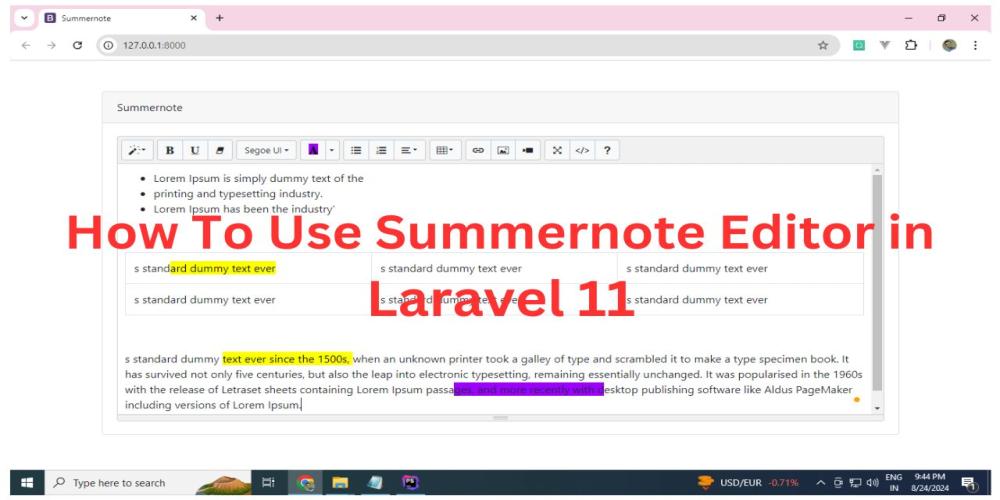 Summernote
127.0.0.1:8000
Summernote
B U Segoe UI A </> ?
Lorem Ipsum is simply dummy text of the
printing and typesetting industry.
Lorem Ipsum has been the industry'
How To Use Summernote Editor in
Laravel 11
s standard dummy text ever s standard dummy text ever s standard dummy text ever
s standard dummy text ever s standard dummy text ever s standard dummy text ever
s standard dummy text ever since the 1500s, when an unknown printer took a galley of type and scrambled it to make a type specimen book. It
has survived not only five centuries, but also the leap into electronic typesetting, remaining essentially unchanged. It was popularised in the 1960s
with the release of Letraset sheets containing Lorem Ipsum passages, and more recently with desktop publishing software like Aldus PageMaker
including versions of Lorem Ipsum.
Type here to search
USD/EUR -0.71%
ENG 9:44 PM
IN 8/24/2024